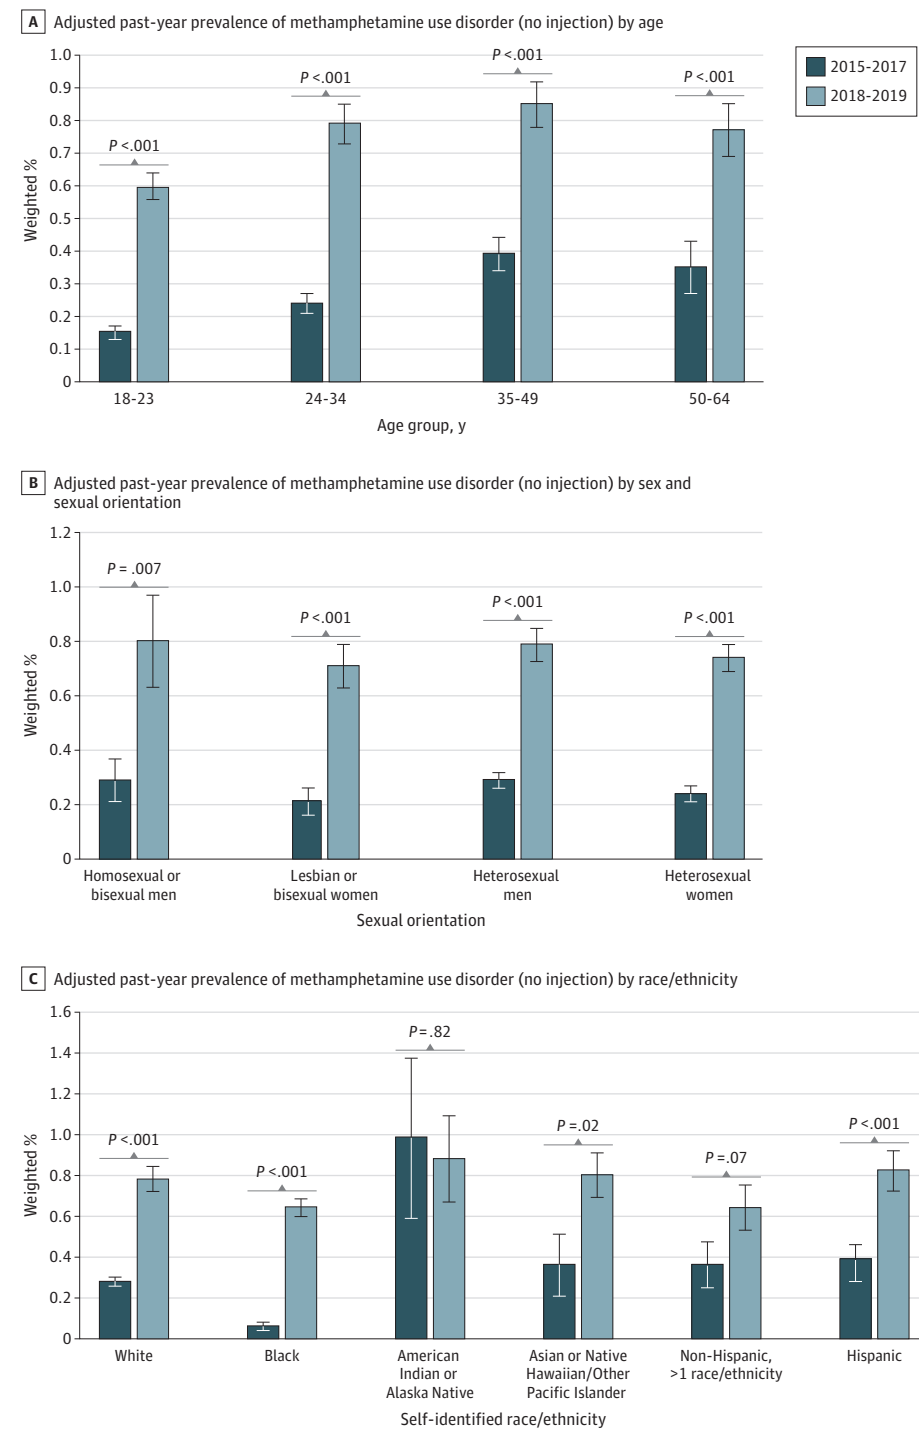 A Adjusted past-year prevalence of methamphetamine use disorder (no injection) by age
2015-2017
2018-2019
Weighted %
1.0
0.9
0.8
0.7
0.6
0.5
0.4
0.3
0.2
0.1
0
P <.001
P <.001
P <.001
P <.001
18-23
24-34
35-49
50-64
Age group, y
B Adjusted past-year prevalence of methamphetamine use disorder (no injection) by sex and
sexual orientation
Weighted %
1.2
1.0
0.8
0.6
0.4
0.2
0
P = .007
P <.001
P <.001
P <.001
Homosexual or
bisexual men
Lesbian or
bisexual women
Heterosexual
men
Heterosexual
women
Sexual orientation
C Adjusted past-year prevalence of methamphetamine use disorder (no injection) by race/ethnicity
Weighted %
1.6
1.4
1.2
1.0
0.8
0.6
0.4
0.2
0
P <.001
P <.001
P = .82
P = .02
P = .07
P <.001
White
Black
American
Indian or
Alaska Native
Asian or Native
Hawaiian/Other
Pacific Islander
Non-Hispanic,
>1 race/ethnicity
Hispanic
Self-identified race/ethnicity